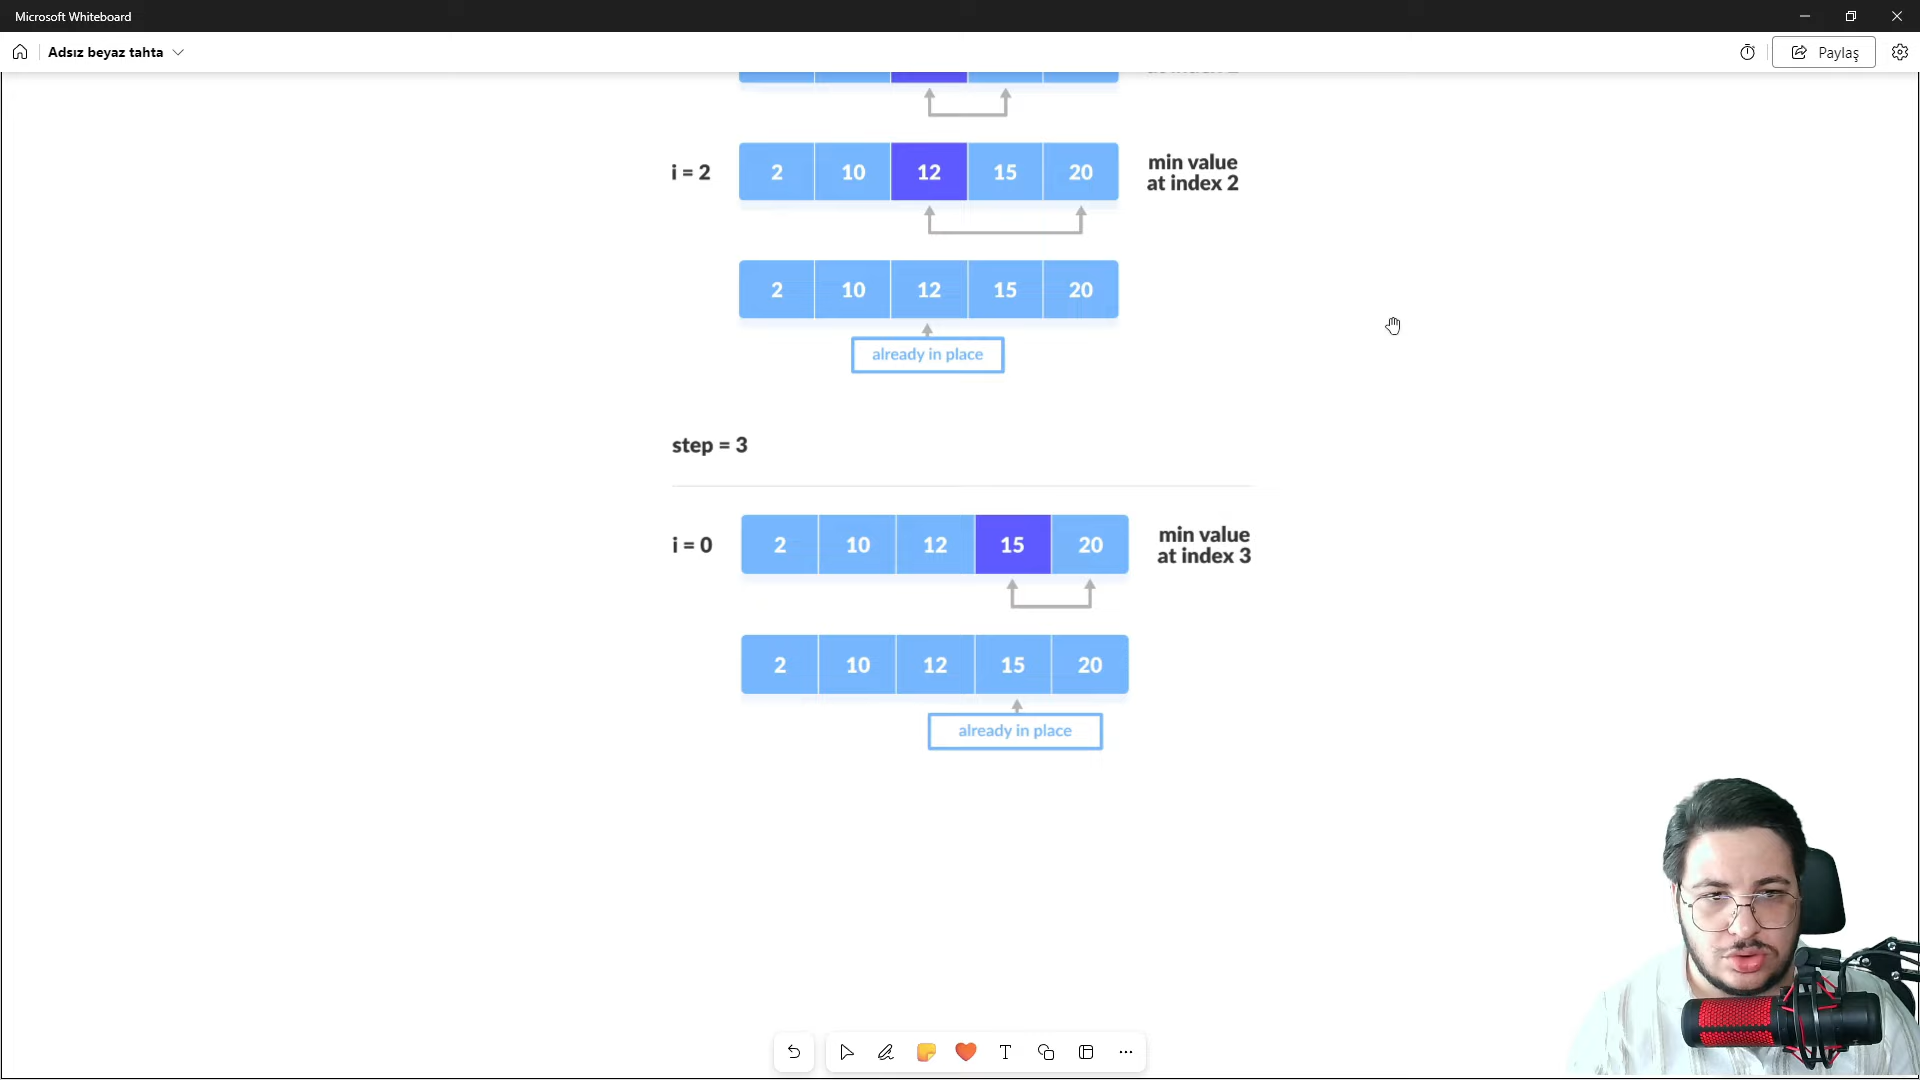 Microsoft Whiteboard
Adsız beyaz tahta
Paylaş
i = 2
2 10 12 15 20
min value
at index 2
2 10 12 15 20
already in place
step = 3
i = 0
2 10 12 15 20
min value
at index 3
2 10 12 15 20
already in place